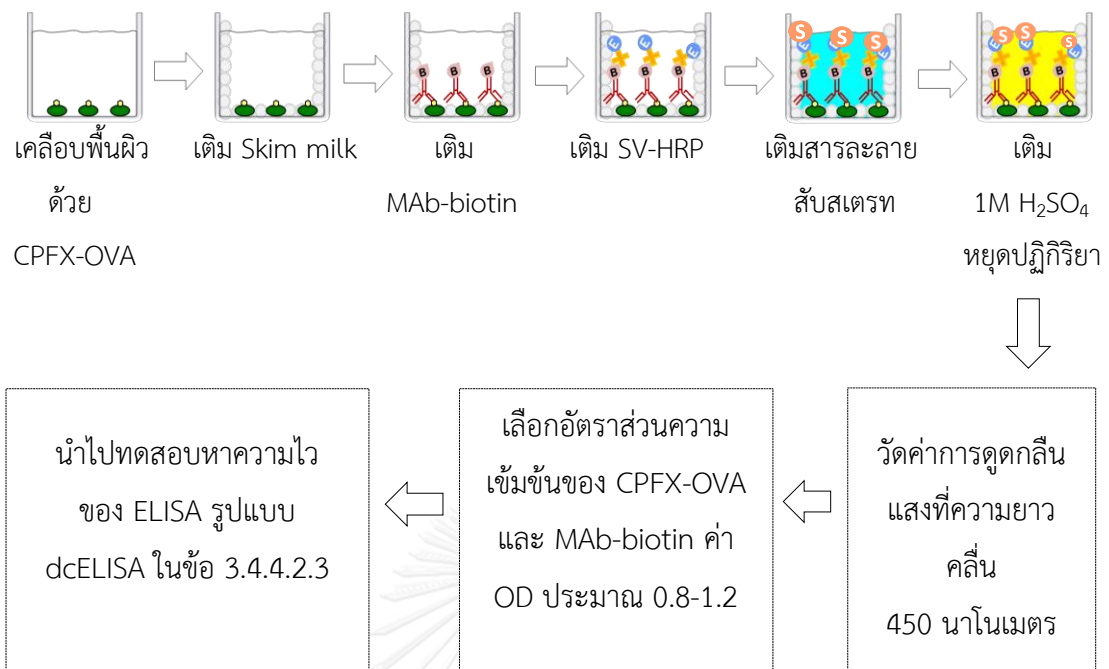 S S S S S S
E E E E E E E E E
B B B B B B B B B B B B
เคลือบพื้นผิว
ด้วย
CPFX-OVA
เติม Skim milk
เติม
MAb-biotin
เติม SV-HRP
เติมสารละลาย
สับสเตรท
เติม
1M H₂SO₄
หยุดปฏิกิริยา
วัดค่าการดูดกลืน
แสงที่ความยาว
คลื่น
450 นาโนเมตร
เลือกอัตราส่วนความ
เข้มข้นของ CPFX-OVA
และ MAb-biotin ค่า
OD ประมาณ 0.8-1.2
นำไปทดสอบหาความไว
ของ ELISA รูปแบบ
dcELISA ในข้อ 3.4.4.2.3